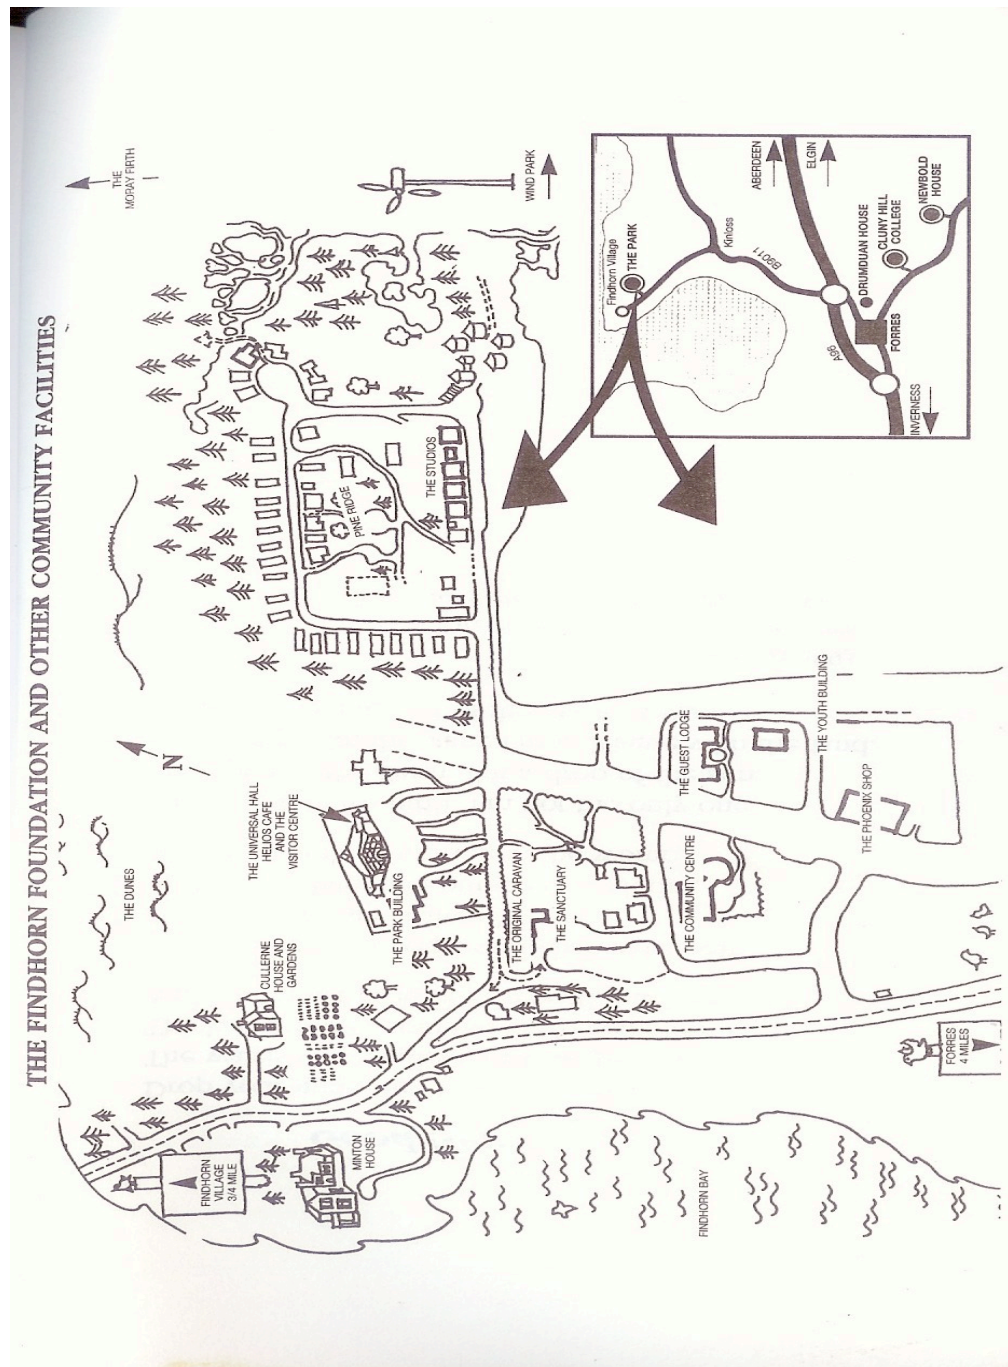 THE FINDHORN FOUNDATION AND OTHER COMMUNITY FACILITIES
THE
MORAY FIRTH
THE DUNES
N
THE UNIVERSAL HALL
HELIOS CAFE
AND THE
VISITOR CENTRE
CULLERNE
HOUSE AND
GARDENS
FINDHORN
VILLAGE
3/4 MILE
MINTON
HOUSE
THE PARK BUILDING
PINE RIDGE
THE STUDIOS
WIND PARK
THE ORIGINAL CARAVAN
THE SANCTUARY
THE GUEST LODGE
THE COMMUNITY CENTRE
THE YOUTH BUILDING
THE PHOENIX SHOP
FINDHORN BAY
FORRES
4 MILES
Findhorn Village
THE PARK
Kinloss
B9011
ABERDEEN
ELGIN
DRUMDUAN HOUSE
CLUNY HILL
COLLEGE
NEWBOLD
HOUSE
A96
FORRES
INVERNESS